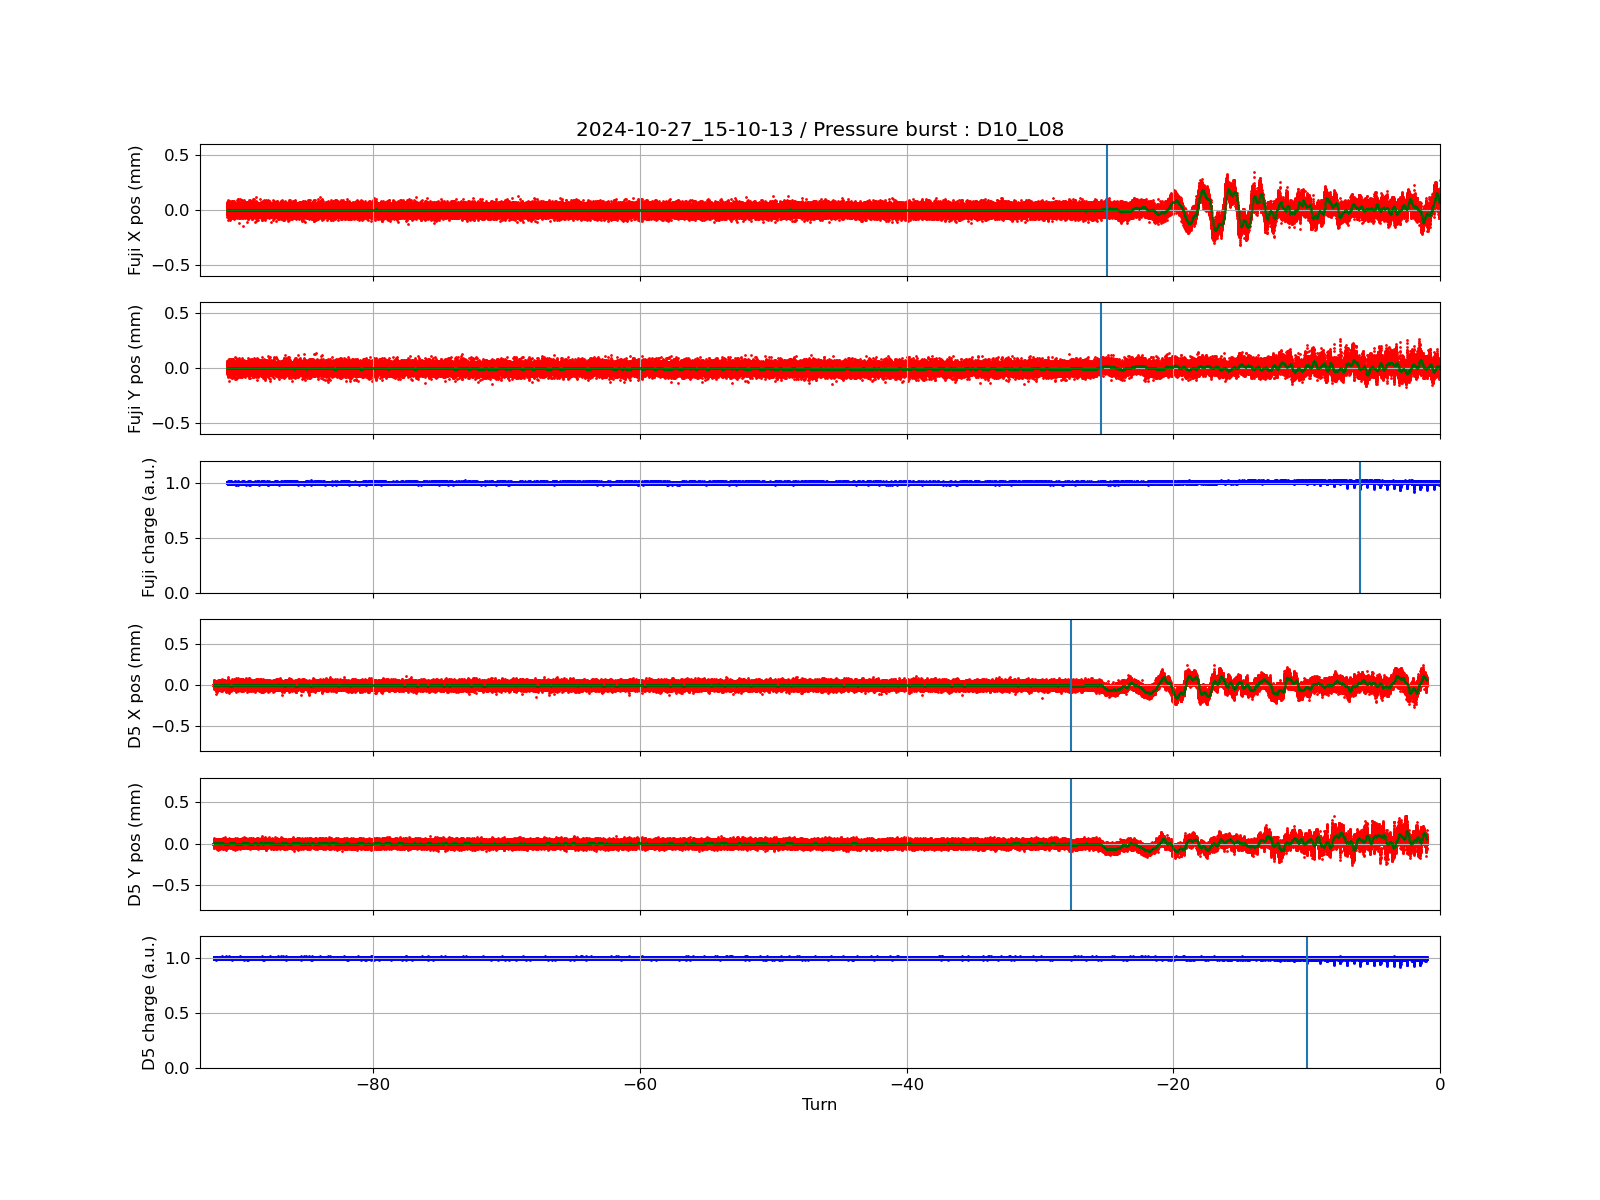 2024-10-27_15-10-13 / Pressure burst : D10_L08
Fuji X pos (mm)
0.5
0.0
−0.5
Fuji Y pos (mm)
0.5
0.0
−0.5
Fuji charge (a.u.)
1.0
0.5
0.0
D5 X pos (mm)
0.5
0.0
−0.5
D5 Y pos (mm)
0.5
0.0
−0.5
D5 charge (a.u.)
1.0
0.5
0.0
−80 −60 −40 −20 0
Turn